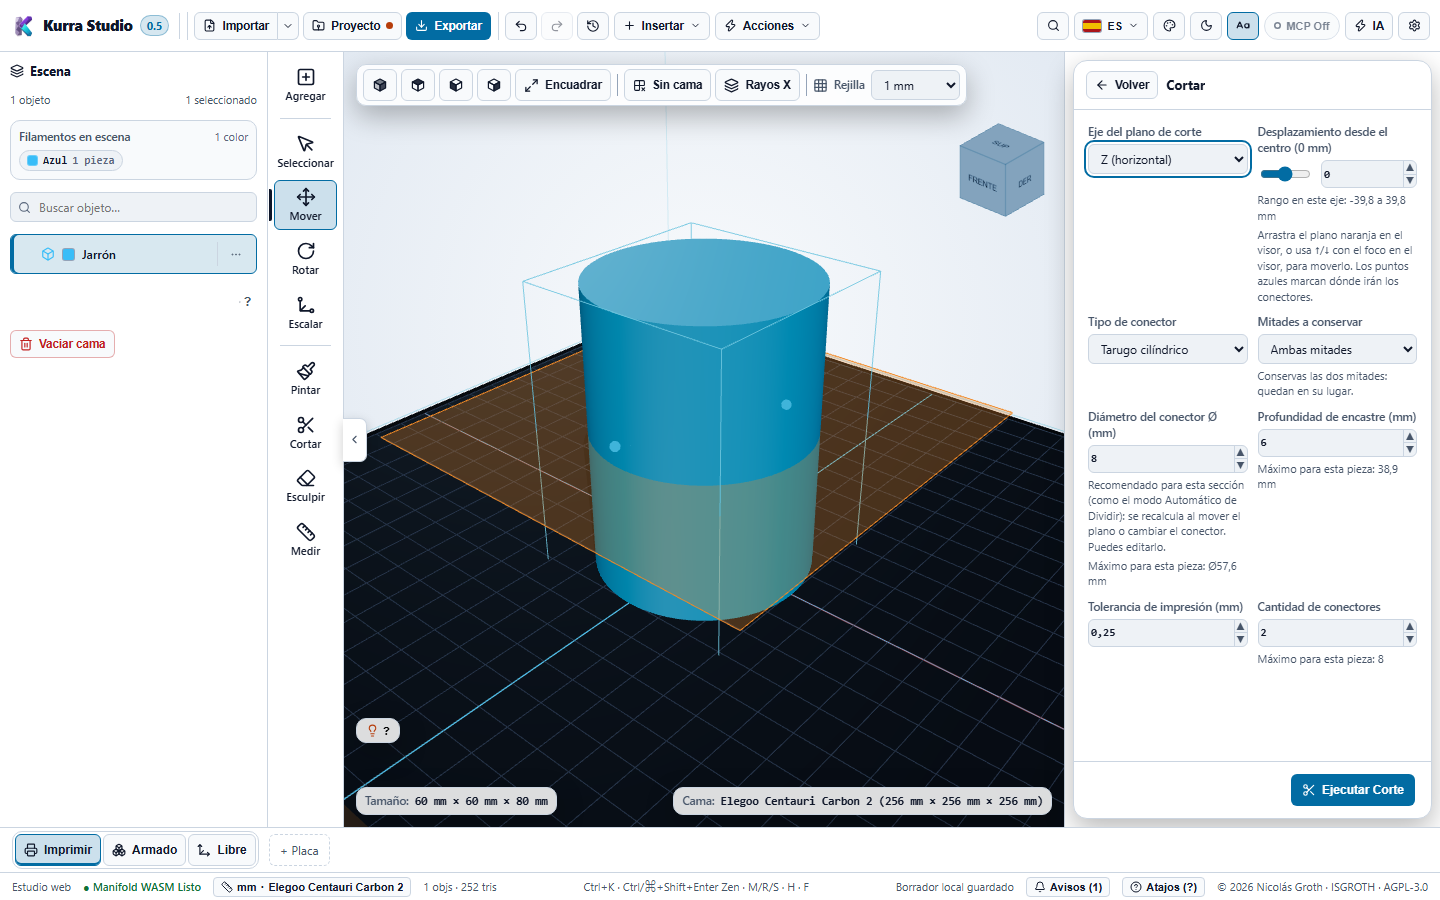 Kurra Studio 0.5 Importar Proyecto Exportar Insertar Acciones ES Aa MCP Off IA
Escena
1 objeto 1 seleccionado
Filamentos en escena 1 color
Azul 1 pieza
Buscar objeto...
Jarrón ...
?
Vaciar cama
Agregar
Seleccionar
Mover
Rotar
Escalar
Pintar
Cortar
Esculpir
Medir
Encuadrar Sin cama Rayos X Rejilla 1 mm
FRENTE DER
?
Tamaño: 60 mm × 60 mm × 80 mm
Cama: Elegoo Centauri Carbon 2 (256 mm × 256 mm × 256 mm)
Volver Cortar
Eje del plano de corte
Z (horizontal)
Desplazamiento desde el
centro (0 mm)
0
Rango en este eje: -39,8 a 39,8
mm
Arrastra el plano naranja en el
visor, o usa ↑/↓ con el foco en el
visor, para moverlo. Los puntos
azules marcan dónde irán los
conectores.
Tipo de conector
Tarugo cilíndrico
Mitades a conservar
Ambas mitades
Conservas las dos mitades:
quedan en su lugar.
Diámetro del conector Ø
(mm)
8
Recomendado para esta sección
(como el modo Automático de
Dividir): se recalcula al mover el
plano o cambiar el conector.
Puedes editarlo.
Máximo para esta pieza: Ø57,6
mm
Profundidad de encastre (mm)
6
Máximo para esta pieza: 38,9
mm
Tolerancia de impresión (mm)
0,25
Cantidad de conectores
2
Máximo para esta pieza: 8
Ejecutar Corte
Imprimir Armado Libre + Placa
Estudio web ● Manifold WASM Listo mm · Elegoo Centauri Carbon 2 1 objs · 252 tris Ctrl+K · Ctrl/⌘+Shift+Enter Zen · M/R/S · H · F Borrador local guardado Avisos (1) Atajos (?) © 2026 Nicolás Groth · ISGROTH · AGPL-3.0